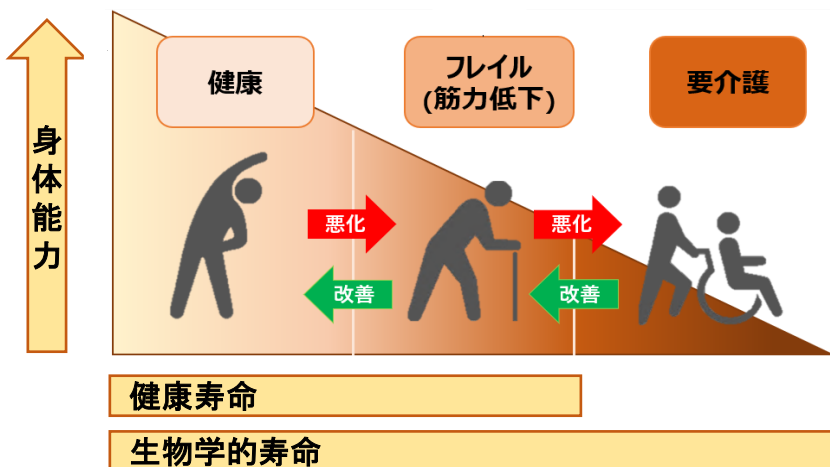 身体能力
健康
フレイル
(筋力低下)
要介護
悪化
悪化
改善
改善
健康寿命
生物学的寿命